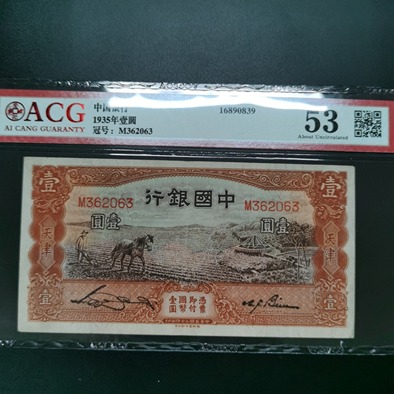 ACG
AI CANG GUARANTY
中国银行
1935年壹圓
冠号: M362063
16890839
53
About Uncirculated
行銀國中
M362063
M362063
壹
壹
圓壹
圓壹
天津
天津
憑票
即付
國幣
壹圓
壹
壹